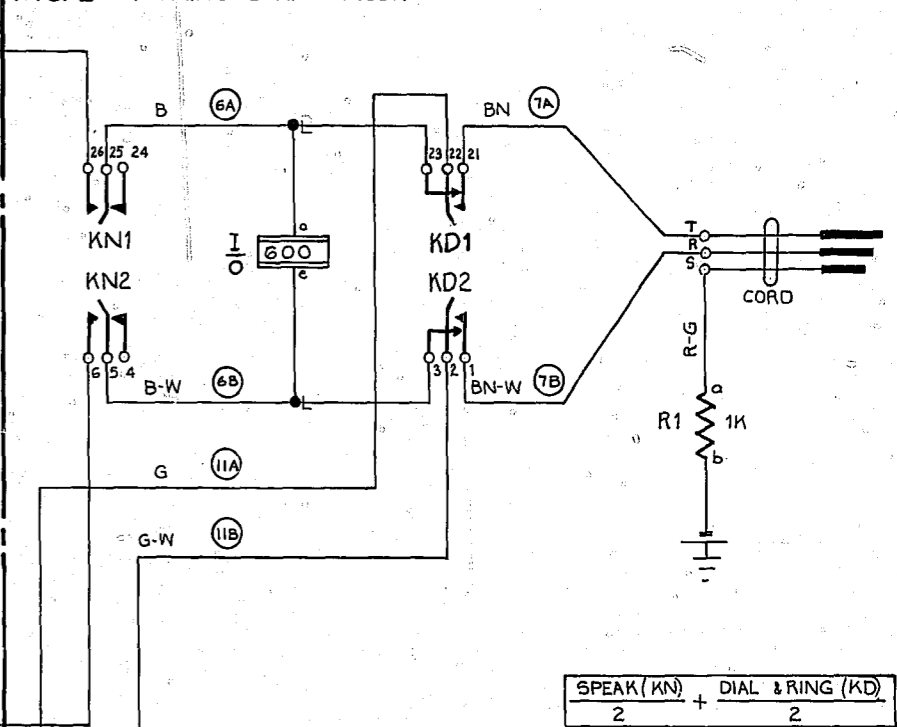 B 6A BN 7A
26 25 24 23 22 21
KN1 I/0 600 a e KD1
T
R
S
CORD
KN2 KD2
6 5 4 3 2 1
B-W 6B BN-W 7B
R-G
R1 a 1K b
G 11A
G-W 11B
SPEAK (KN) + DIAL & RING (KD)
2 2